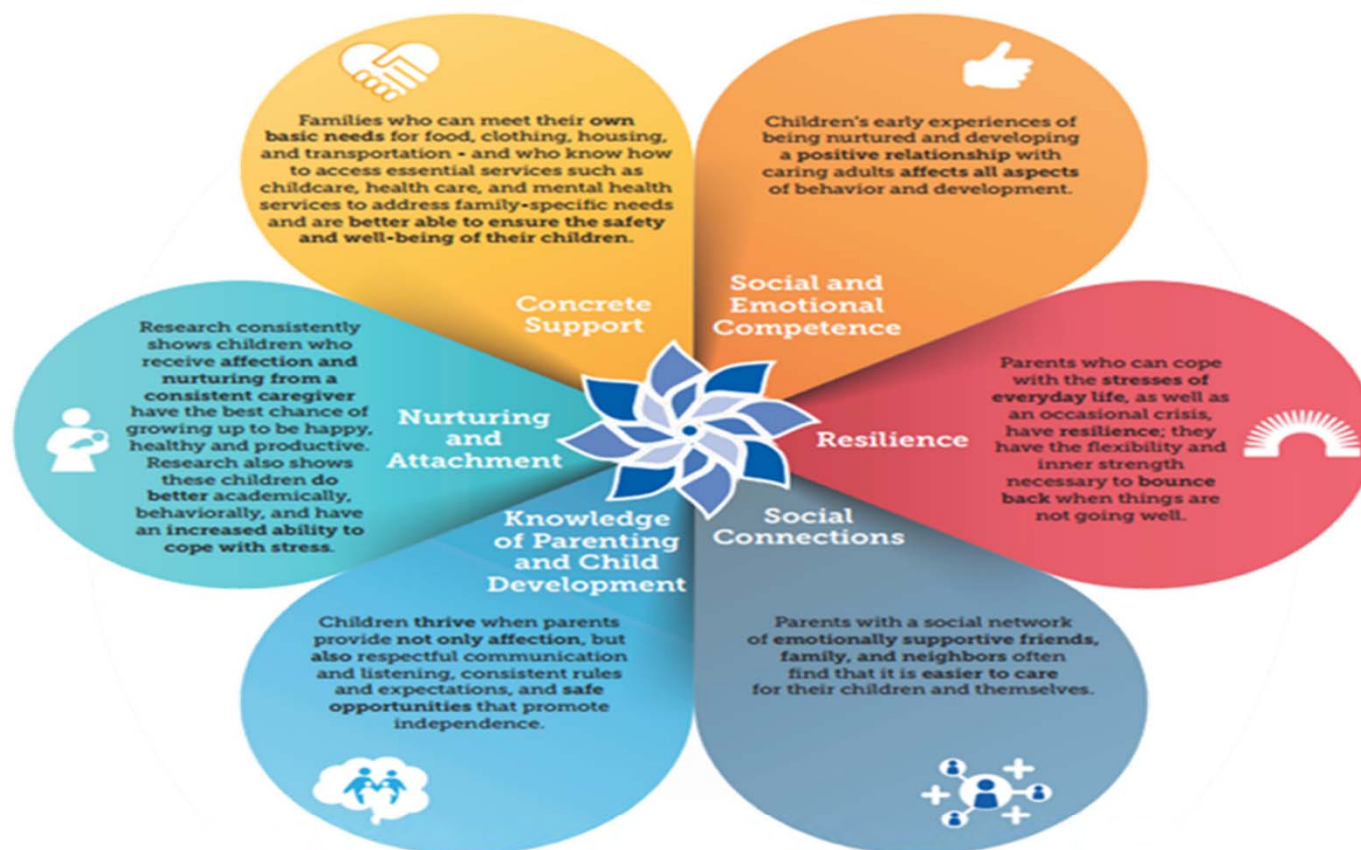 Families who can meet their own
basic needs for food, clothing, housing,
and transportation - and who know how
to access essential services such as
childcare, health care, and mental health
services to address family-specific needs
and are better able to ensure the safety
and well-being of their children.
Concrete
Support
Children's early experiences of
being nurtured and developing
a positive relationship with
caring adults affects all aspects
of behavior and development.
Social and
Emotional
Competence
Research consistently
shows children who
receive affection and
nurturing from a
consistent caregiver
have the best chance of
growing up to be happy,
healthy and productive.
Research also shows
these children do
better academically,
behaviorally, and have
an increased ability to
cope with stress.
Nurturing
and
Attachment
Resilience
Parents who can cope
with the stresses of
everyday life, as well as
an occasional crisis,
have resilience; they
have the flexibility and
inner strength
necessary to bounce
back when things are
not going well.
Knowledge
of Parenting
and Child
Development
Children thrive when parents
provide not only affection, but
also respectful communication
and listening, consistent rules
and expectations, and safe
opportunities that promote
independence.
Social
Connections
Parents with a social network
of emotionally supportive friends,
family, and neighbors often
find that it is easier to care
for their children and themselves.